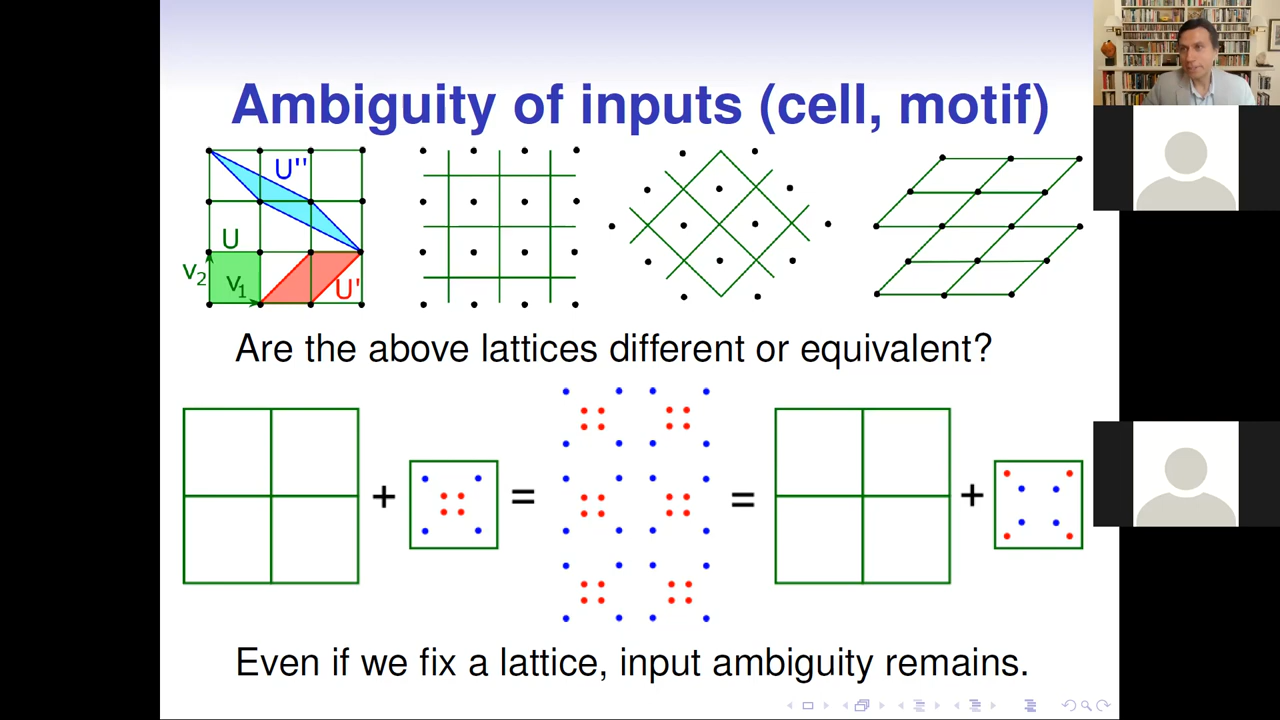 Ambiguity of inputs (cell, motif)
U''
U
v2
v1
U'
Are the above lattices different or equivalent?
+ = = +
Even if we fix a lattice, input ambiguity remains.